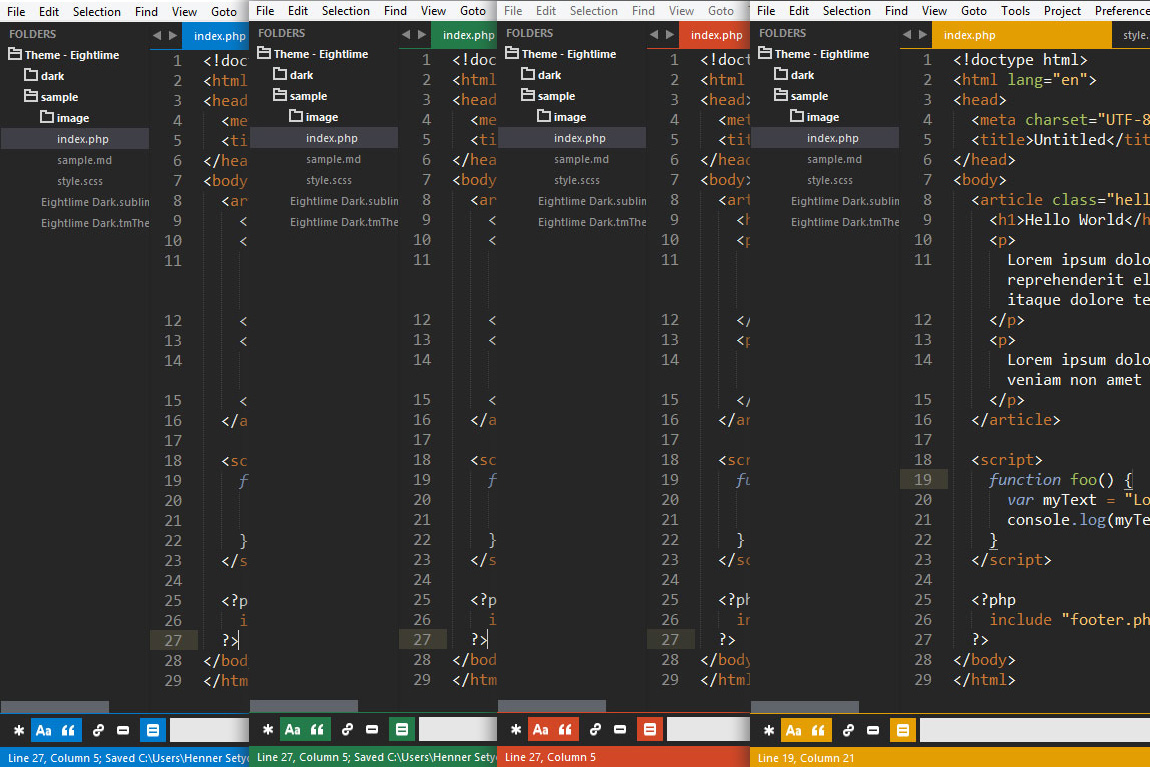 File Edit Selection Find View Goto
FOLDERS
Theme - Eightlime
dark
sample
image
index.php
sample.md
style.scss
Eightlime Dark.sublin
Eightlime Dark.tmThe
index.php
1 <!doc
2 <html
3 <head
4 <me
5 <ti
6 </hea
7 <body
8 <ar
9 <
10 <
11
12 <
13 <
14
15 <
16 </a
17
18 <sc
19 f
20
21
22 }
23 </s
24
25 <?p
26 i
27 ?>
28 </bod
29 </htm
* Aa “
Line 27, Column 5; Saved C:\Users\Henner Setyo
File Edit Selection Find View Goto
FOLDERS
Theme - Eightlime
dark
sample
image
index.php
sample.md
style.scss
Eightlime Dark.sublim
Eightlime Dark.tmThe
index.php
1 <!doc
2 <html
3 <head
4 <me
5 <ti
6 </hea
7 <body
8 <ar
9 <
10 <
11
12 <
13 <
14
15 <
16 </a
17
18 <sc
19 f
20
21
22 }
23 </s
24
25 <?p
26 i
27 ?>
28 </bod
29 </htm
* Aa “
Line 27, Column 5; Saved C:\Users\Henner Setyo
File Edit Selection Find View Goto
FOLDERS
Theme - Eightlime
dark
sample
image
index.php
sample.md
style.scss
Eightlime Dark.sublim
Eightlime Dark.tmThe
index.php
1 <!doct
2 <html
3 <head>
4 <met
5 <tit
6 </head
7 <body>
8 <art
9 <h
10 <p
11
12 </
13 <p
14
15 </
16 </ar
17
18 <scr
19 fu
20
21
22 }
23 </sc
24
25 <?ph
26 in
27 ?>
28 </body
29 </html
* Aa “
Line 27, Column 5
File Edit Selection Find View Goto Tools Project Preference
FOLDERS
Theme - Eightlime
dark
sample
image
index.php
sample.md
style.scss
Eightlime Dark.sublim
Eightlime Dark.tmThe
index.php style.
1 <!doctype html>
2 <html lang="en">
3 <head>
4 <meta charset="UTF-8
5 <title>Untitled</tit
6 </head>
7 <body>
8 <article class="hell
9 <h1>Hello World</h
10 <p>
11 Lorem ipsum dolo
reprehenderit el
itaque dolore te
12 </p>
13 <p>
14 Lorem ipsum dolo
veniam non amet
15 </p>
16 </article>
17
18 <script>
19 function foo() {
20 var myText = "Lo
21 console.log(myTe
22 }
23 </script>
24
25 <?php
26 include "footer.ph
27 ?>
28 </body>
29 </html>
* Aa “
Line 19, Column 21